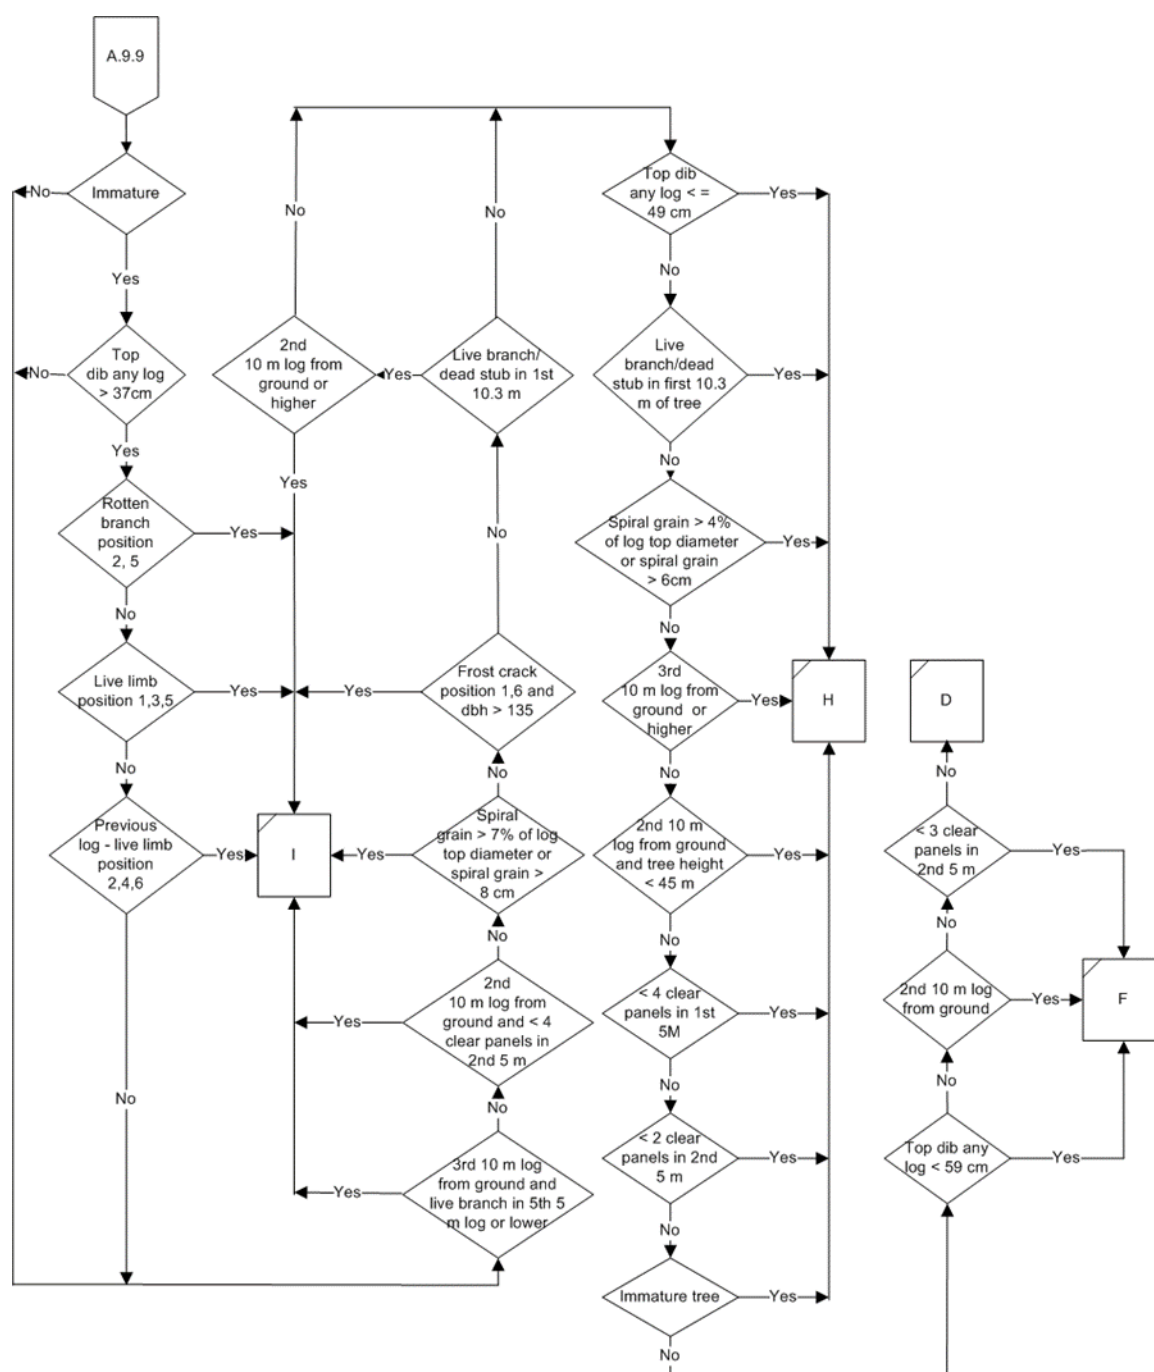 A.9.9
Immature
No
Yes
Top
dib any log
> 37cm
No
Yes
Rotten
branch
position
2, 5
Yes
No
Live limb
position 1,3,5
Yes
No
Previous
log - live limb
position
2,4,6
Yes
No
No
2nd
10 m log from
ground or
higher
Yes
I
No
Live branch/
dead stub in 1st
10.3 m
Yes
No
Frost crack
position 1,6 and
dbh > 135
Yes
No
Spiral
grain > 7% of log
top diameter or
spiral grain >
8 cm
Yes
No
2nd
10 m log from
ground and < 4
clear panels in
2nd 5 m
Yes
No
3rd 10 m log
from ground and
live branch in 5th 5
m log or lower
Yes
Top dib
any log < =
49 cm
Yes
No
Live
branch/dead
stub in first 10.3
m of tree
Yes
No
Spiral grain > 4%
of log top diameter
or spiral grain
> 6cm
Yes
No
3rd
10 m log from
ground or
higher
Yes
H
No
2nd 10 m
log from ground
and tree height
< 45 m
Yes
No
< 4 clear
panels in 1st
5M
Yes
No
< 2 clear
panels in 2nd
5 m
Yes
No
Immature tree
Yes
No
D
No
< 3 clear
panels in
2nd 5 m
Yes
No
2nd 10 m log
from ground
Yes
F
No
Top dib any
log < 59 cm
Yes